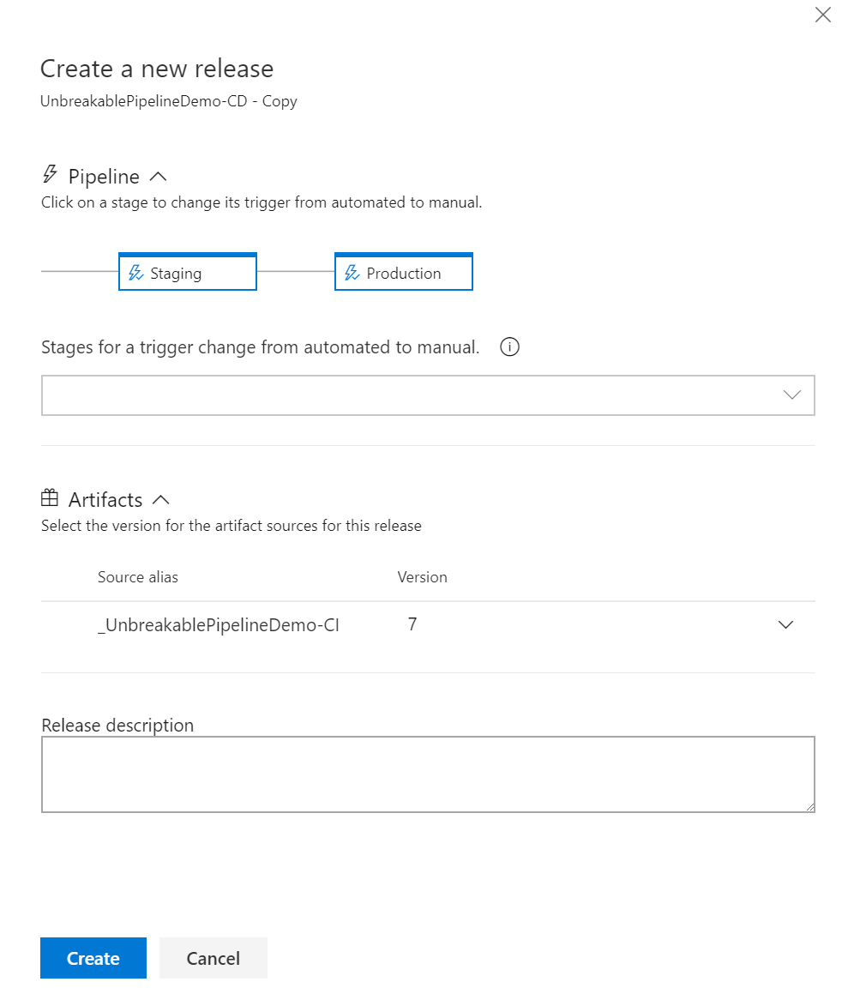 Create a new release
UnbreakablePipelineDemo-CD - Copy
Pipeline
Click on a stage to change its trigger from automated to manual.
Staging
Production
Stages for a trigger change from automated to manual.
Artifacts
Select the version for the artifact sources for this release
Source alias Version
_UnbreakablePipelineDemo-CI 7
Release description
Create Cancel